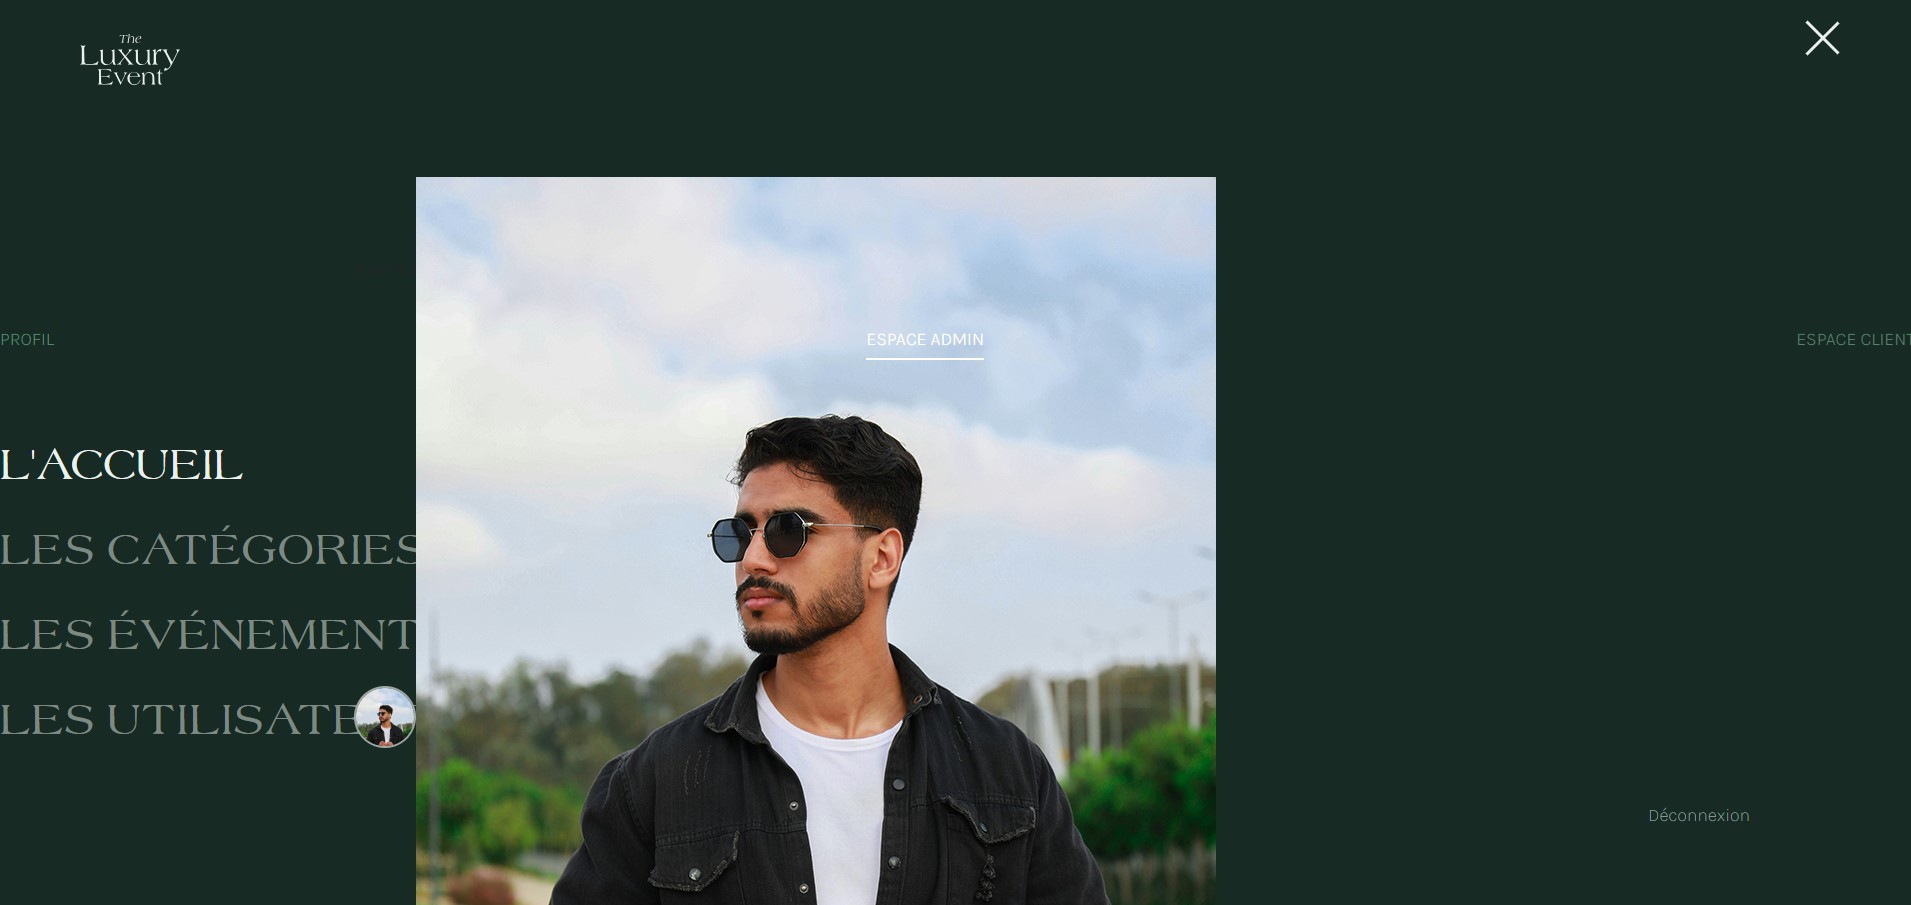 The
Luxury
Event
PROFIL
ESPACE ADMIN
ESPACE CLIENT
L'ACCUEIL
LES CATÉGORIES
LES ÉVÉNEMENT
LES UTILISATE
Déconnexion